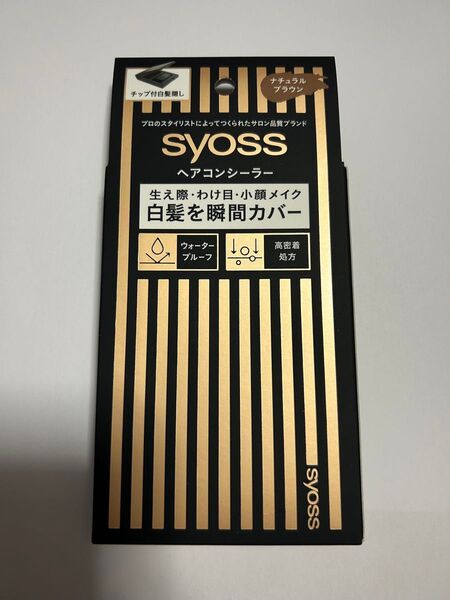 チップ付白髪隠し
ナチュラル
ブラウン
プロのスタイリストによってつくられたサロン品質ブランド
syoss
ヘアコンシーラー
生え際・わけ目・小顔メイク
白髪を瞬間カバー
ウォーター
プルーフ
高密着
処方
syoss